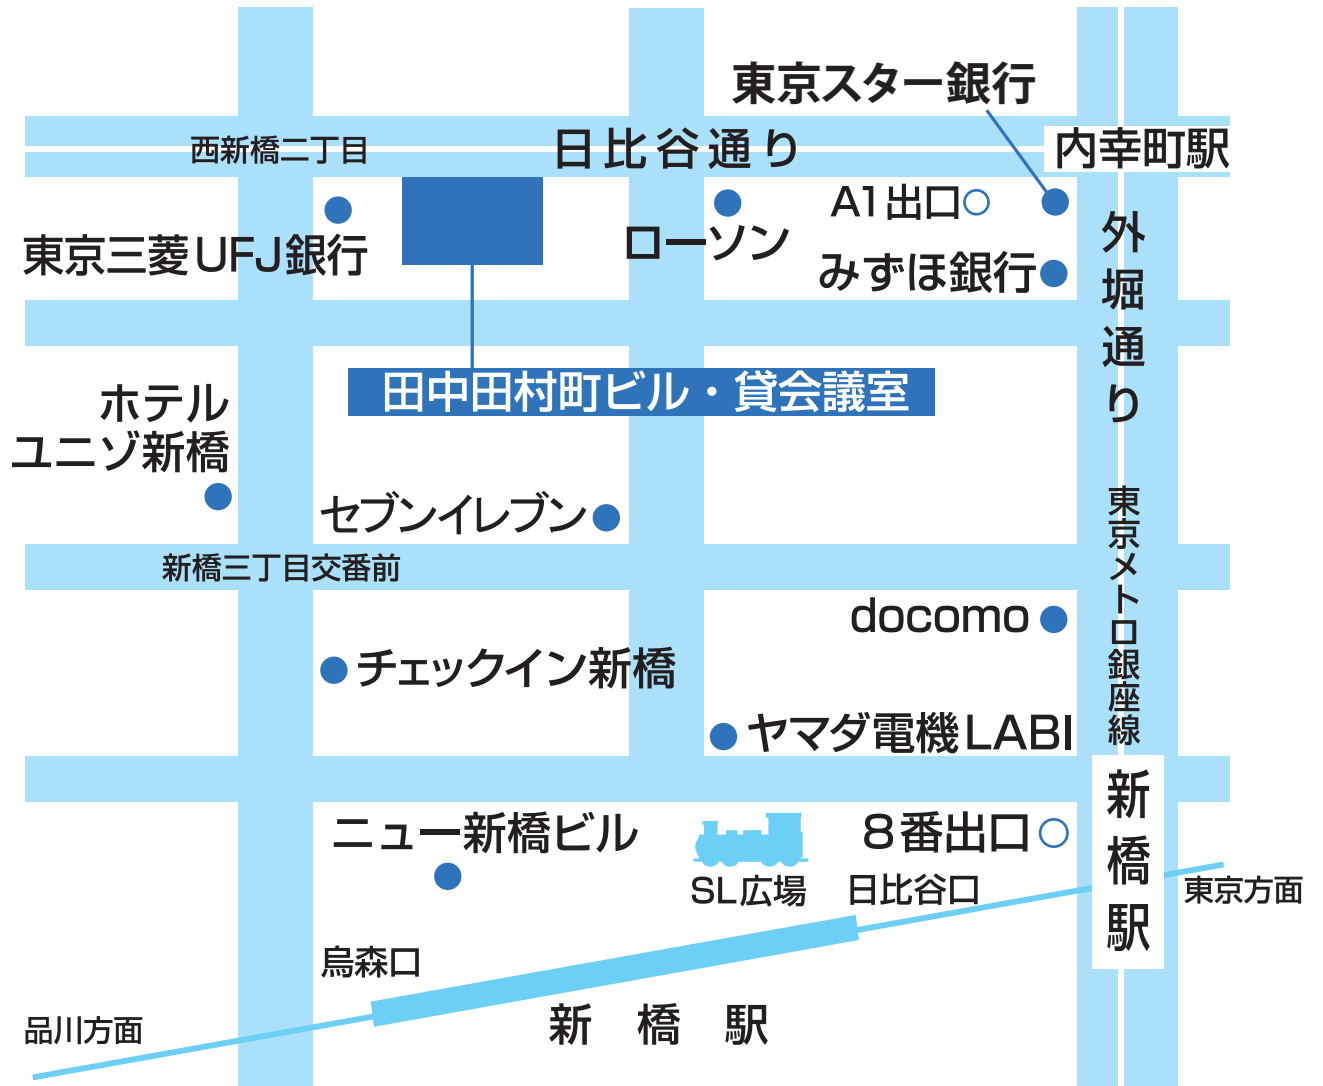 東京スター銀行
西新橋二丁目
日比谷通り
内幸町駅
A1出口
東京三菱UFJ銀行
ローソン
みずほ銀行
外堀通り
田中田村町ビル・貸会議室
ホテル
ユニゾ新橋
セブンイレブン
東京メトロ銀座線
新橋三丁目交番前
docomo
チェックイン新橋
ヤマダ電機LABI
新橋駅
ニュー新橋ビル
8番出口
SL広場
日比谷口
東京方面
烏森口
新橋駅
品川方面